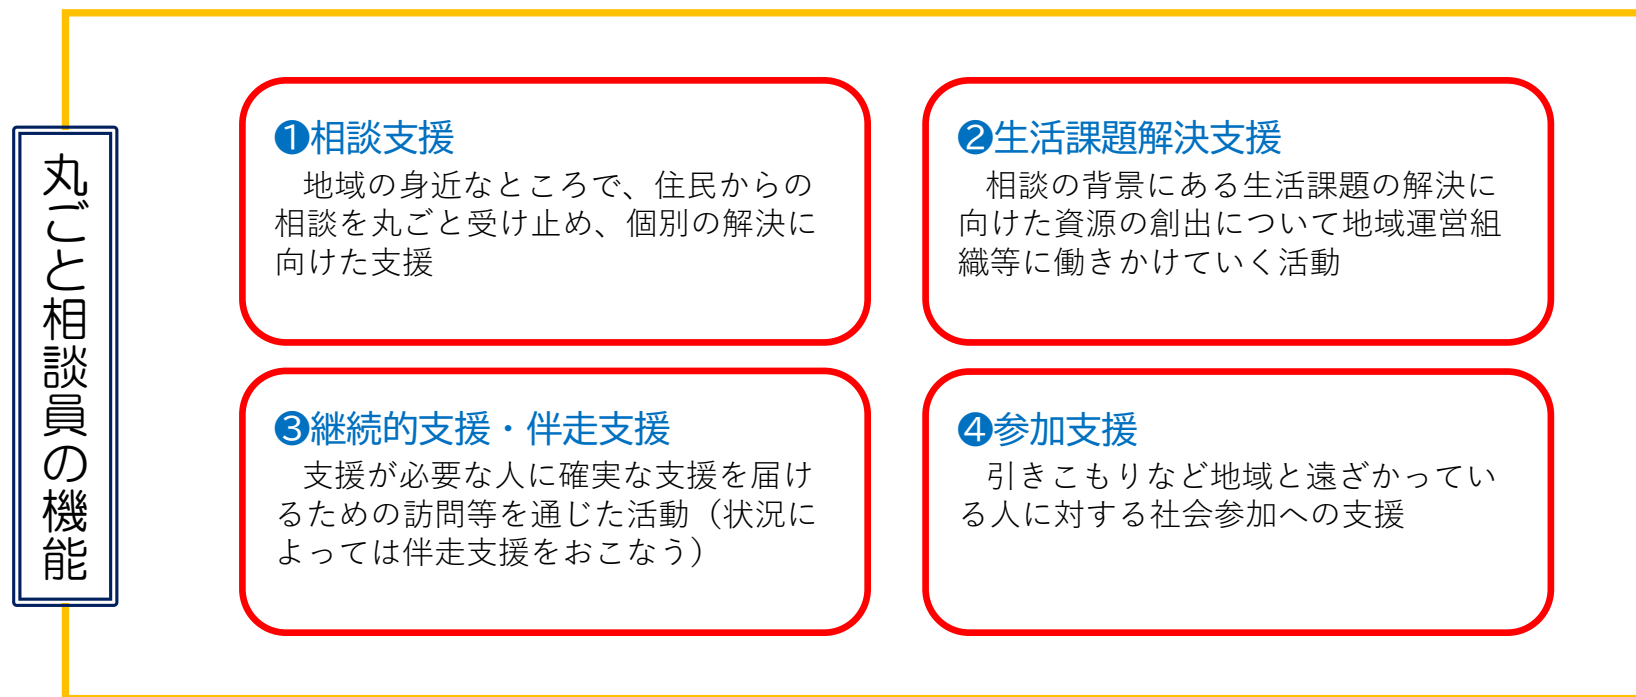 丸ごと相談員の機能
❶相談支援
地域の身近なところで、住民からの
相談を丸ごと受け止め、個別の解決に
向けた支援
❷生活課題解決支援
相談の背景にある生活課題の解決に
向けた資源の創出について地域運営組
織等に働きかけていく活動
❸継続的支援・伴走支援
支援が必要な人に確実な支援を届け
るための訪問等を通じた活動（状況に
よっては伴走支援をおこなう）
❹参加支援
引きこもりなど地域と遠ざかってい
る人に対する社会参加への支援